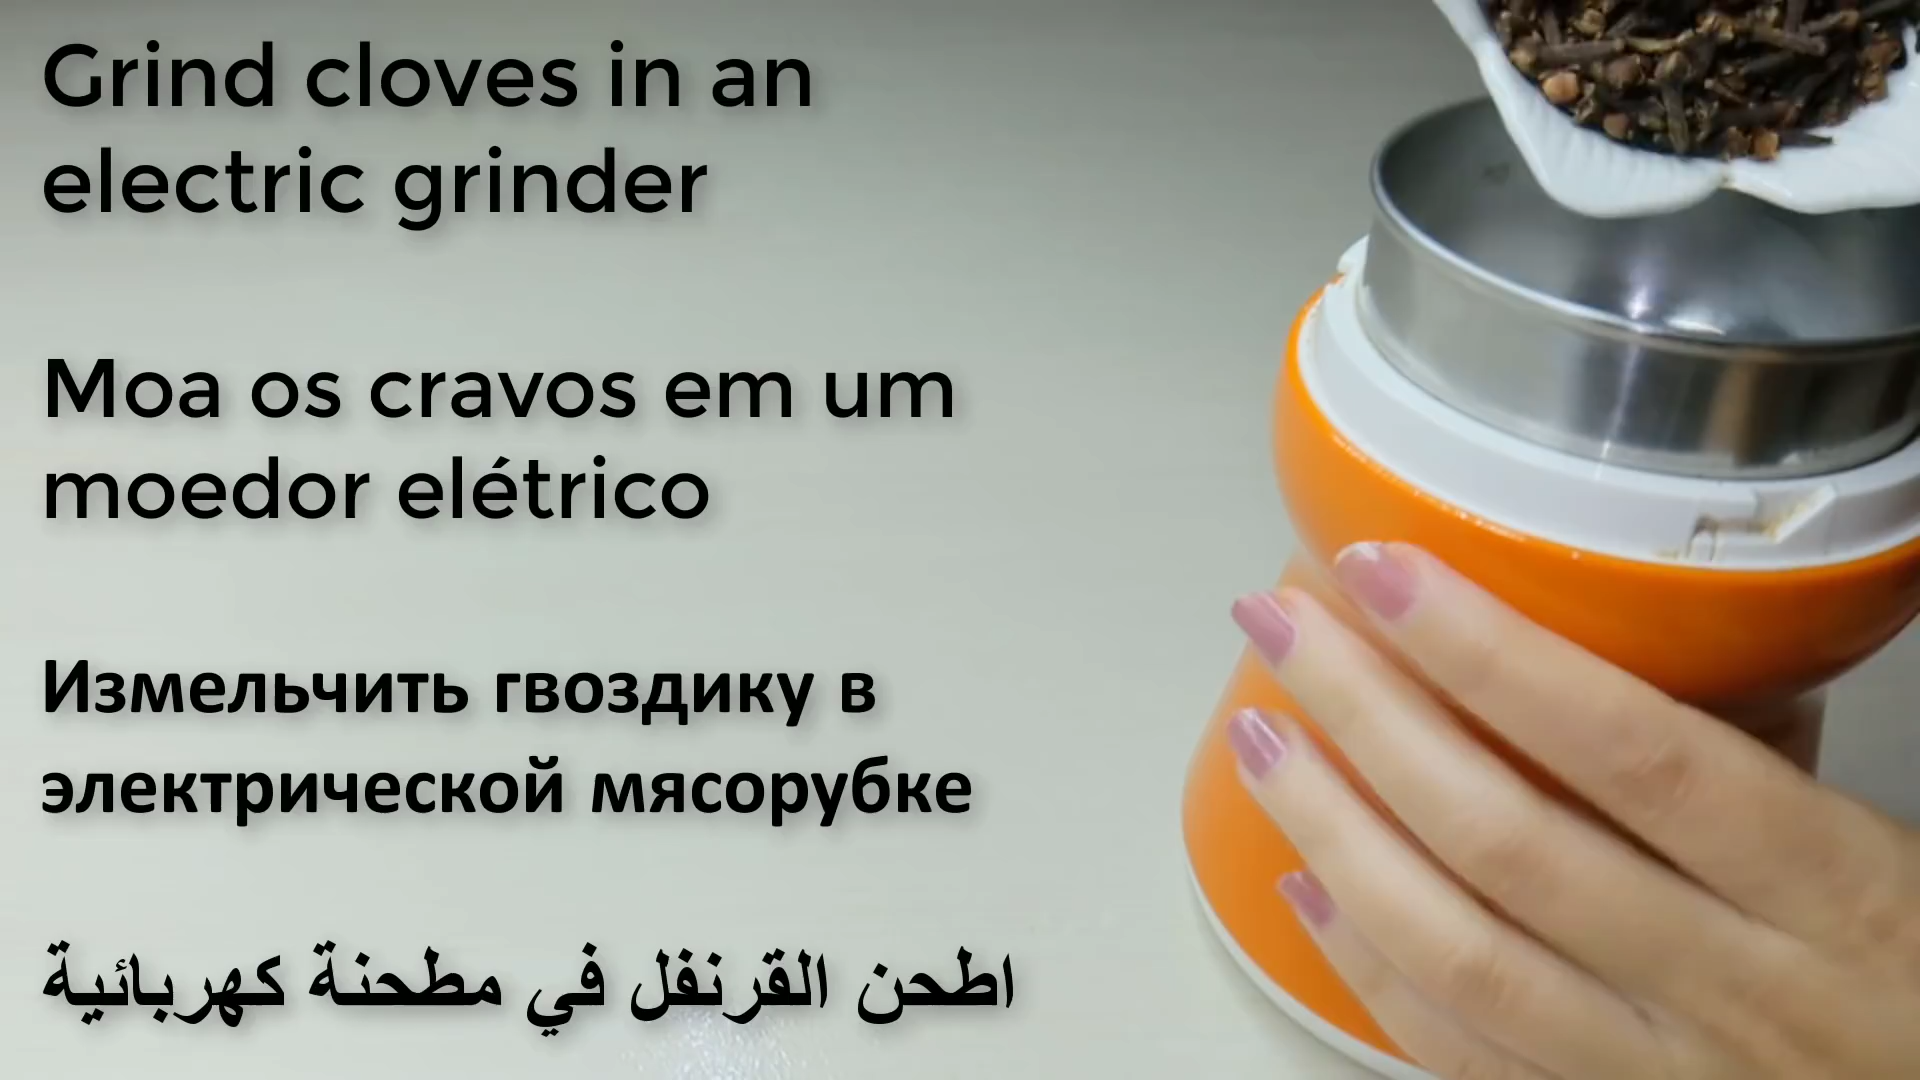 Grind cloves in an
electric grinder
Moa os cravos em um
moedor elétrico
Измельчить гвоздику в
электрической мясорубке
اطحن القرنفل في مطحنة كهربائية